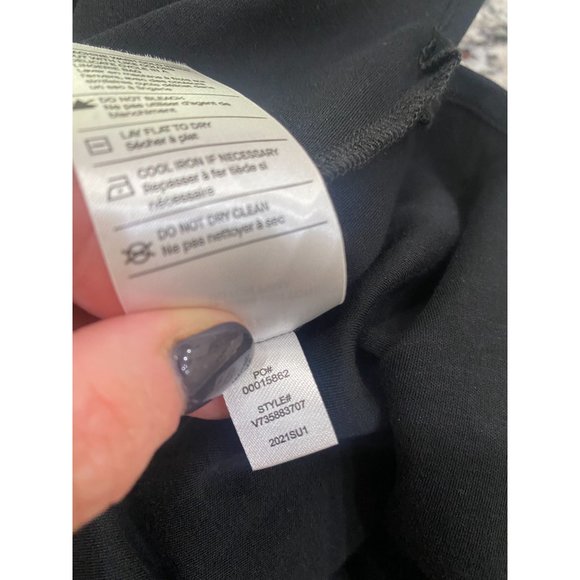 DO NOT BLEACH
Ne pas utiliser d'agent de
blanchiment
LAY FLAT TO DRY
Sécher à plat
COOL IRON IF NECESSARY
Repasser à fer tiède si
nécessaire
DO NOT DRY CLEAN
Ne pas nettoyer à sec
PO#
00015862
STYLE#
V735883707
2021SU1